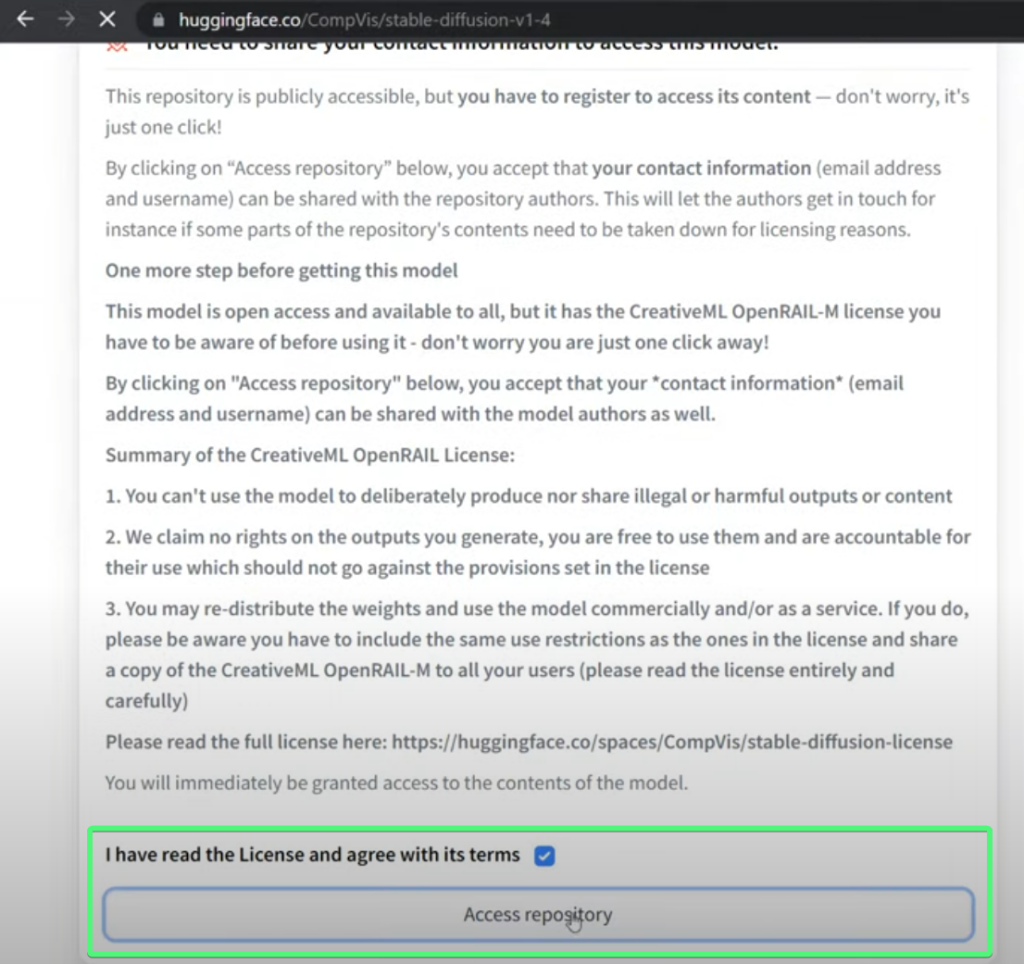 huggingface.co/CompVis/stable-diffusion-v1-4
You need to share your contact information to access this model.
This repository is publicly accessible, but you have to register to access its content — don't worry, it's
just one click!
By clicking on “Access repository” below, you accept that your contact information (email address
and username) can be shared with the repository authors. This will let the authors get in touch for
instance if some parts of the repository's contents need to be taken down for licensing reasons.
One more step before getting this model
This model is open access and available to all, but it has the CreativeML OpenRAIL-M license you
have to be aware of before using it - don't worry you are just one click away!
By clicking on "Access repository" below, you accept that your *contact information* (email
address and username) can be shared with the model authors as well.
Summary of the CreativeML OpenRAIL License:
1. You can't use the model to deliberately produce nor share illegal or harmful outputs or content
2. We claim no rights on the outputs you generate, you are free to use them and are accountable for
their use which should not go against the provisions set in the license
3. You may re-distribute the weights and use the model commercially and/or as a service. If you do,
please be aware you have to include the same use restrictions as the ones in the license and share
a copy of the CreativeML OpenRAIL-M to all your users (please read the license entirely and
carefully)
Please read the full license here: https://huggingface.co/spaces/CompVis/stable-diffusion-license
You will immediately be granted access to the contents of the model.
I have read the License and agree with its terms
Access repository